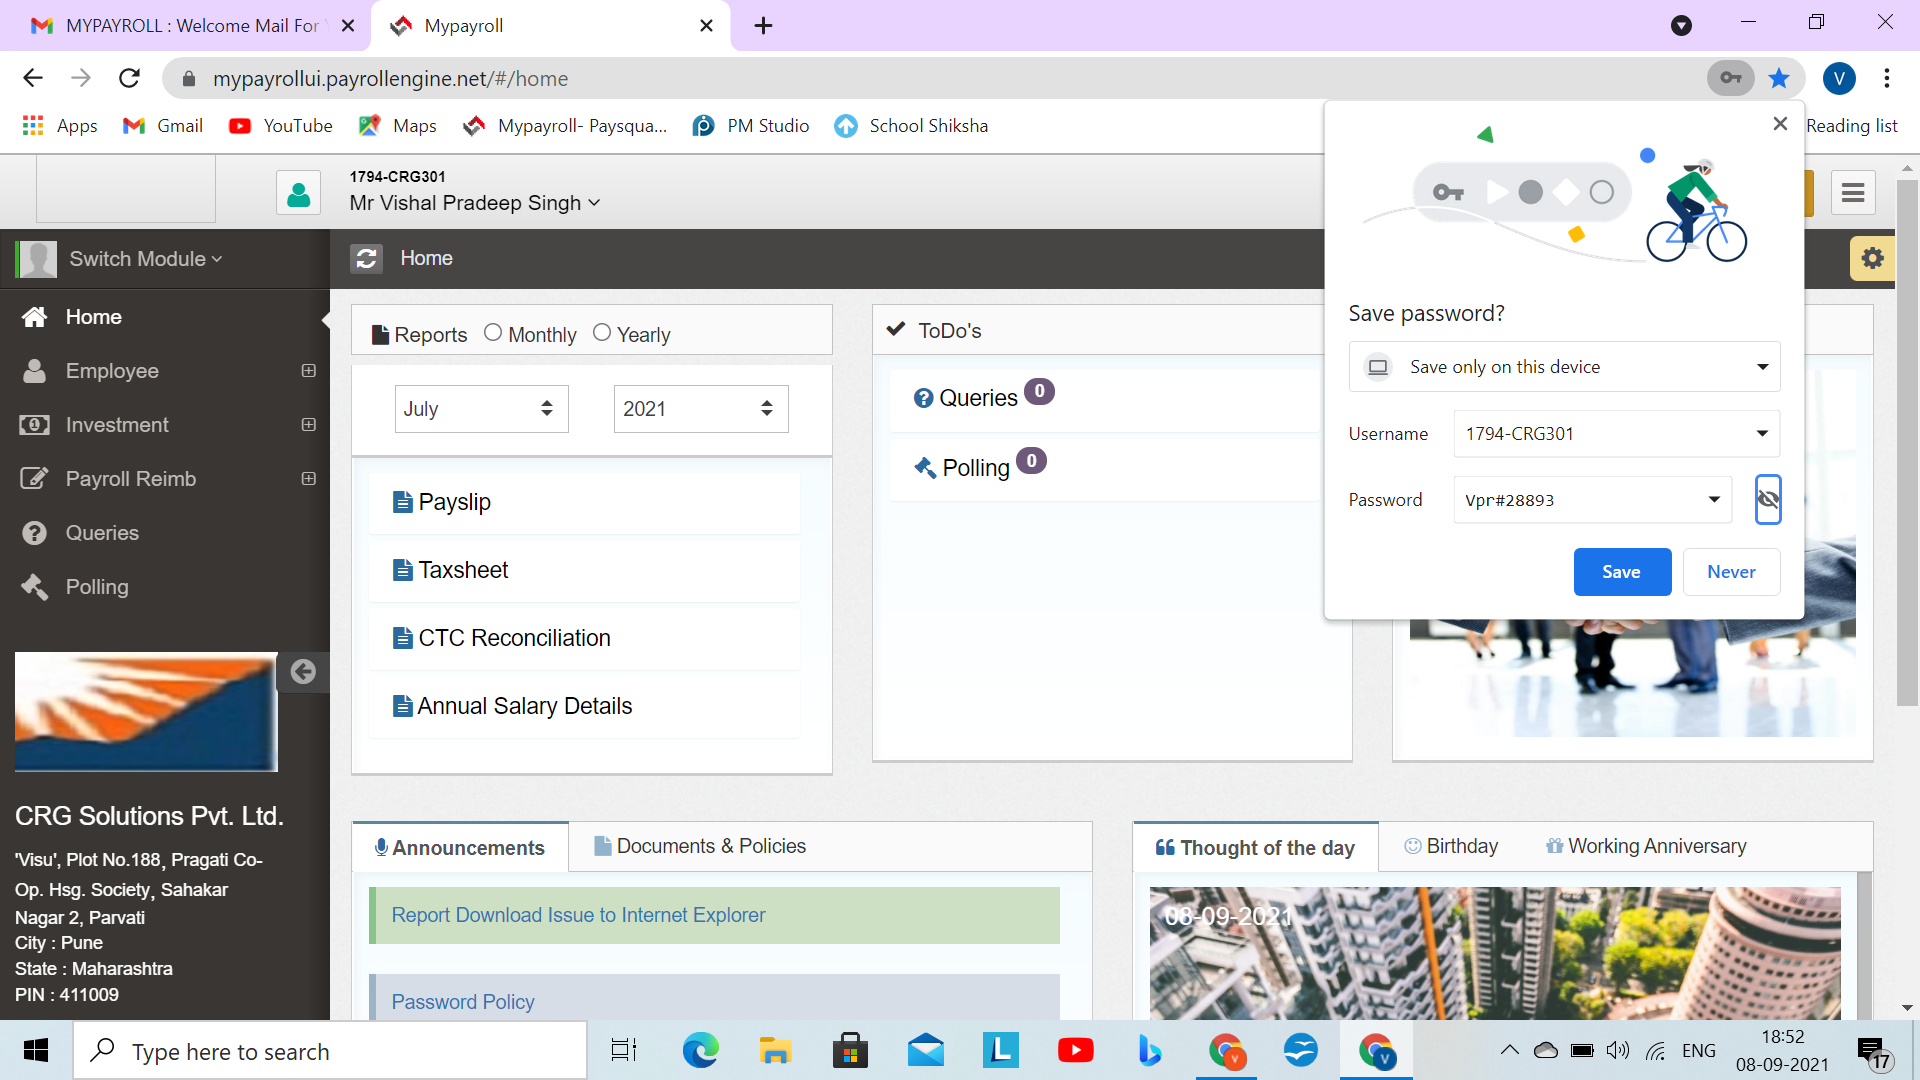 MYPAYROLL : Welcome Mail For
Mypayroll
mypayrollui.payrollengine.net/#/home
V
Apps
Gmail
YouTube
Maps
Mypayroll- Paysqua...
PM Studio
School Shiksha
Reading list
1794-CRG301
Mr Vishal Pradeep Singh
Switch Module
Home
Home
Employee
Investment
Payroll Reimb
Queries
Polling
CRG Solutions Pvt. Ltd.
'Visu', Plot No.188, Pragati Co-
Op. Hsg. Society, Sahakar
Nagar 2, Parvati
City : Pune
State : Maharashtra
PIN : 411009
Reports Monthly Yearly
July 2021
Payslip
Taxsheet
CTC Reconciliation
Annual Salary Details
ToDo's
Queries 0
Polling 0
Save password?
Save only on this device
Username 1794-CRG301
Password Vpr#28893
Save Never
Announcements Documents & Policies
Report Download Issue to Internet Explorer
Password Policy
Thought of the day Birthday Working Anniversary
08-09-2021
Type here to search
L
V
V
ENG
18:52
08-09-2021
17